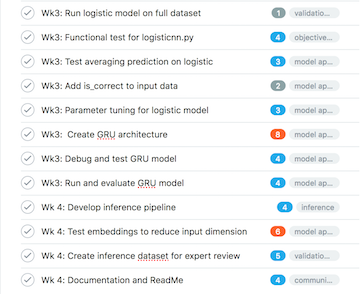 Wk3: Run logistic model on full dataset 1 validatio...
Wk3: Functional test for logisticnn.py 4 objective...
Wk3: Test averaging prediction on logistic 3 model ap...
Wk3: Add is_correct to input data 2 model ap...
Wk3: Parameter tuning for logistic model 3 model ap...
Wk3: Create GRU architecture 8 model ap...
Wk3: Debug and test GRU model 4 model ap...
Wk3: Run and evaluate GRU model 4 model ap...
Wk 4: Develop inference pipeline 4 inference
Wk 4: Test embeddings to reduce input dimension 6 model ap...
Wk 4: Create inference dataset for expert review 5 validatio...
Wk 4: Documentation and ReadMe 4 communi...